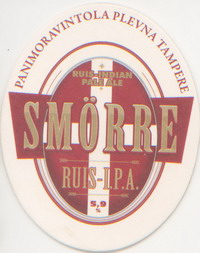 PANIMORAVINTOLA PLEVNA TAMPERE
RUIS-INDIAN
PALE ALE
SMÖRRE
RUIS-I.P.A.
5,9
%